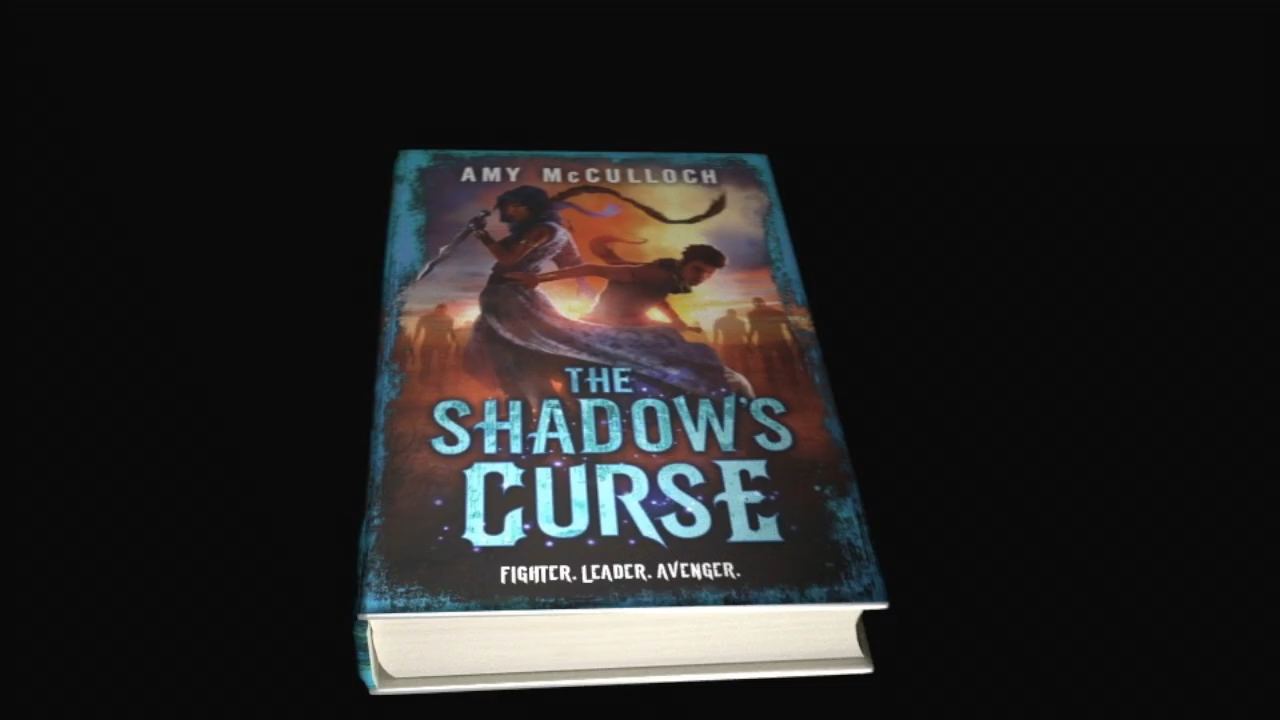 AMY McCULLOCH
THE
SHADOW'S
CURSE
FIGHTER. LEADER. AVENGER.